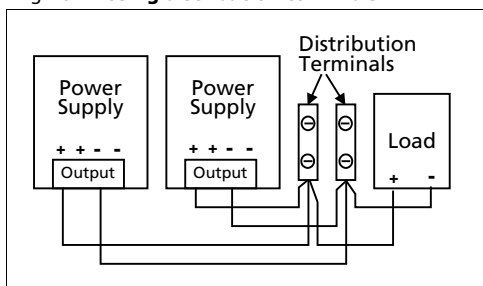 Distribution
Terminals
Power
Supply
+ + - -
Output
Power
Supply
+ + - -
Output
Load
+ -